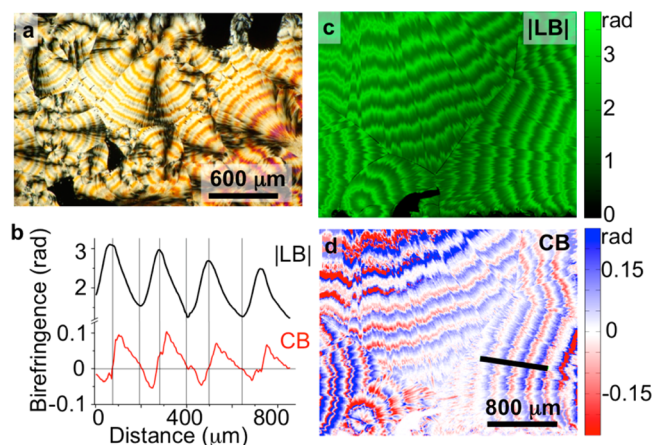 a
600 μm
b
Birefringence (rad)
3
2
0.1
0
-0.1
|LB|
CB
0
400
800
Distance (μm)
c
|LB|
rad
3
2
1
0
d
CB
800 μm
rad
0.15
0
-0.15